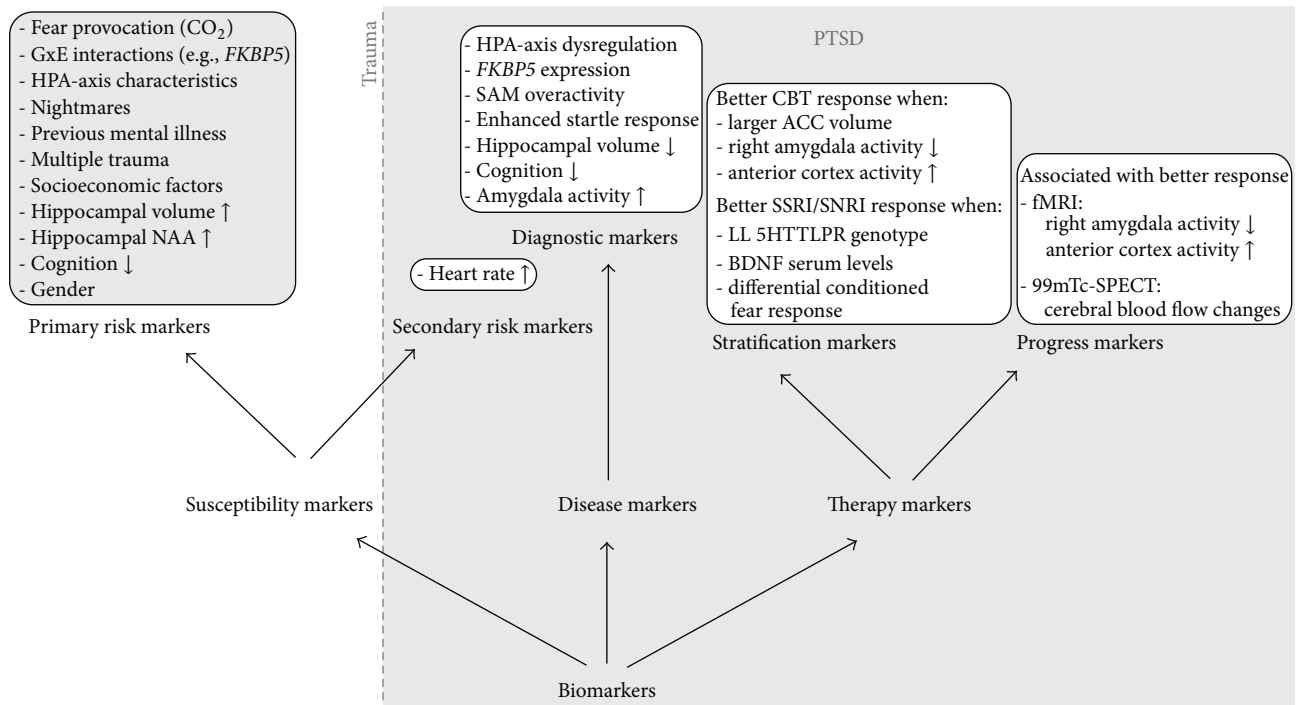 - Fear provocation (CO₂)
- GxE interactions (e.g., FKBP5)
- HPA-axis characteristics
- Nightmares
- Previous mental illness
- Multiple trauma
- Socioeconomic factors
- Hippocampal volume ↑
- Hippocampal NAA ↑
- Cognition ↓
- Gender
Primary risk markers
Trauma
PTSD
- HPA-axis dysregulation
- FKBP5 expression
- SAM overactivity
- Enhanced startle response
- Hippocampal volume ↓
- Cognition ↓
- Amygdala activity ↑
Diagnostic markers
- Heart rate ↑
Secondary risk markers
Better CBT response when:
- larger ACC volume
- right amygdala activity ↓
- anterior cortex activity ↑
Better SSRI/SNRI response when:
- LL 5HTTLPR genotype
- BDNF serum levels
- differential conditioned
fear response
Stratification markers
Associated with better response
- fMRI:
right amygdala activity ↓
anterior cortex activity ↑
- 99mTc-SPECT:
cerebral blood flow changes
Progress markers
Susceptibility markers
Disease markers
Therapy markers
Biomarkers